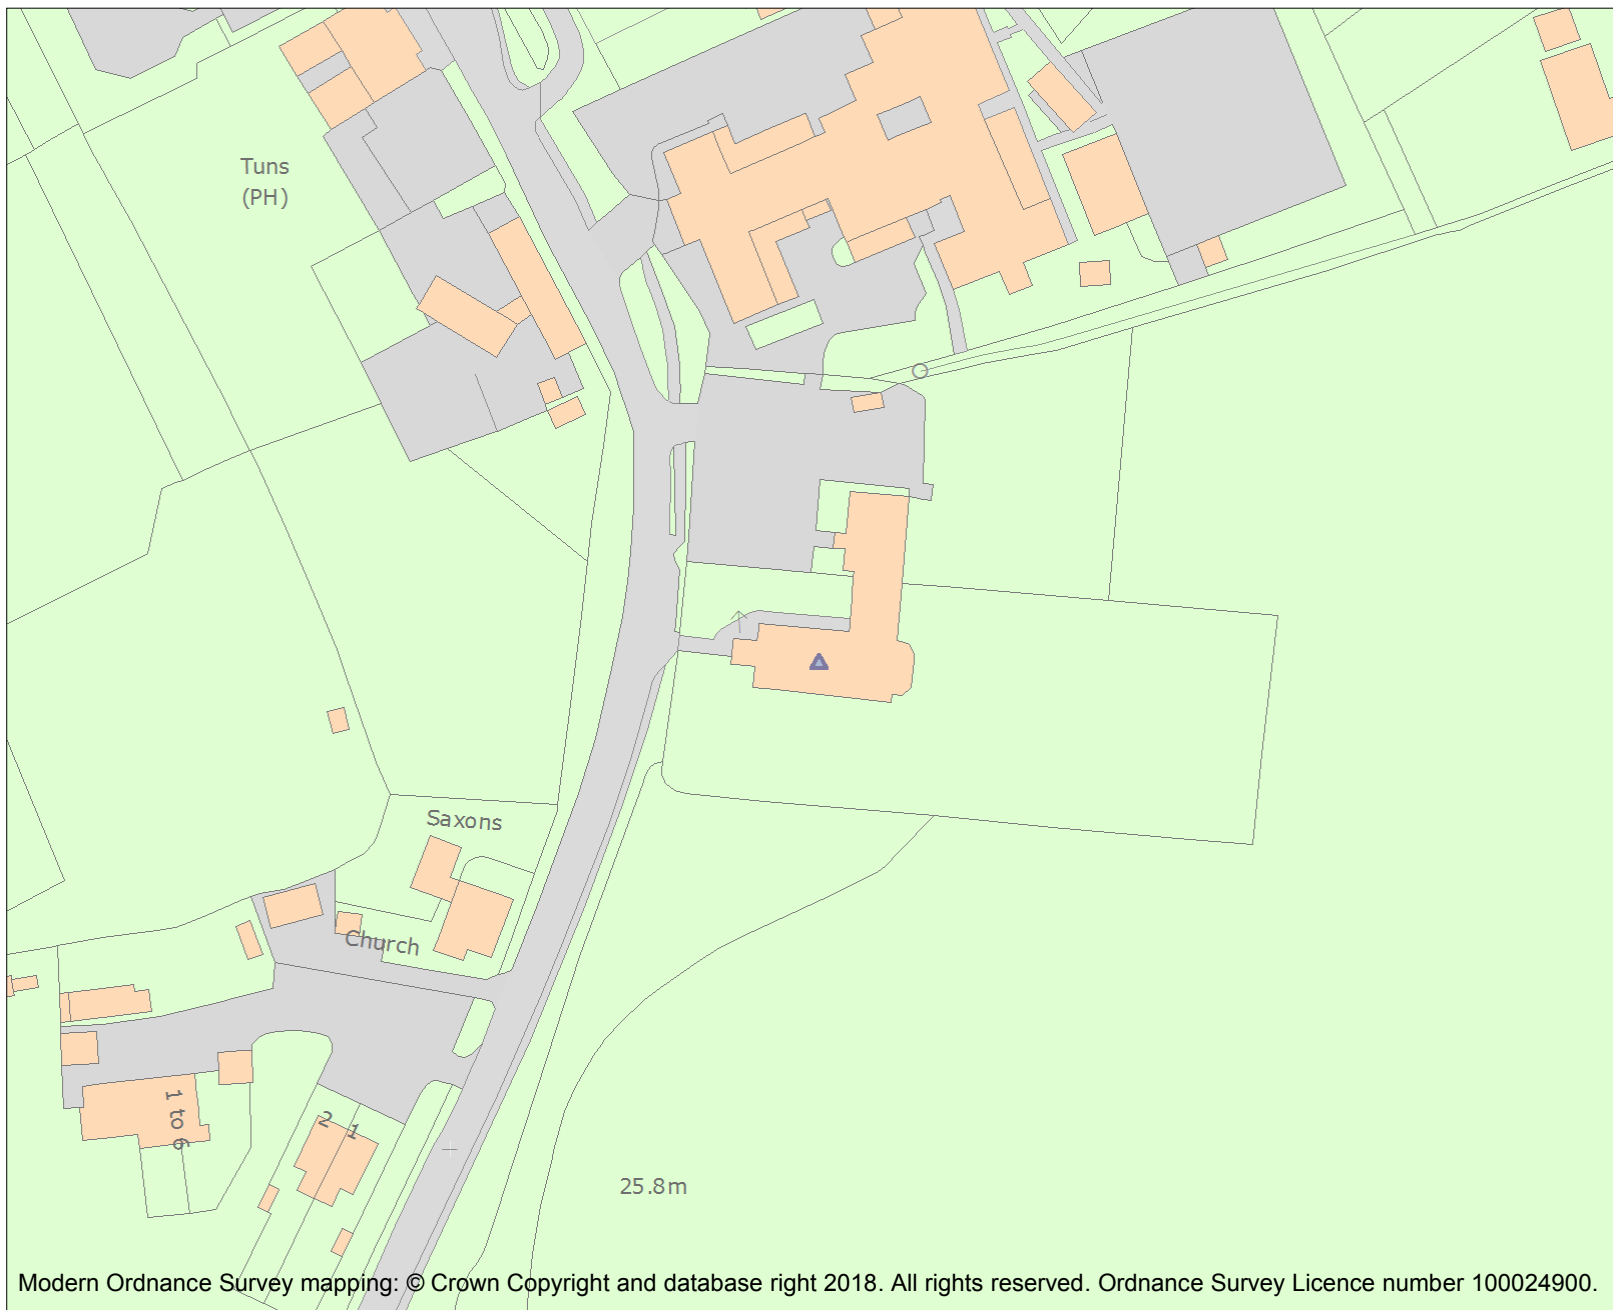 Tuns
(PH)
Saxons
Church
1 to 6
2
1
25.8m
Modern Ordnance Survey mapping: © Crown Copyright and database right 2018. All rights reserved. Ordnance Survey Licence number 100024900.